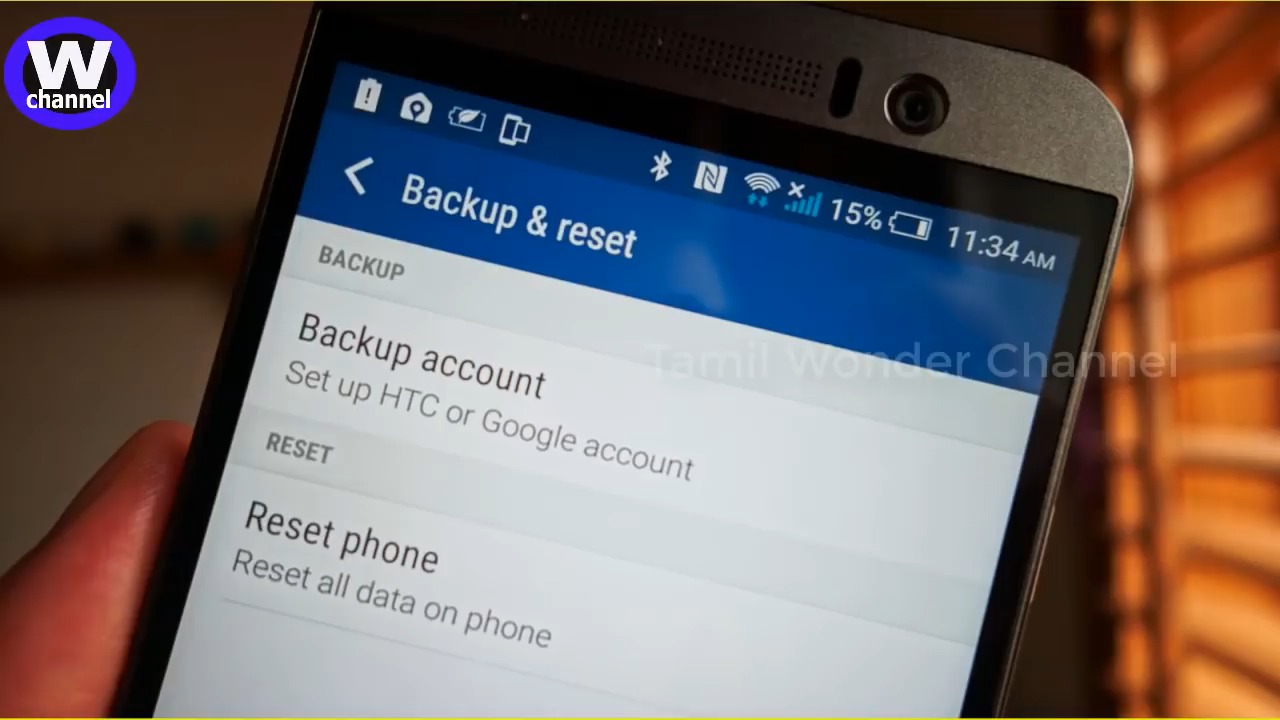 W
channel
15% 11:34 AM
Backup & reset
BACKUP
Backup account
Set up HTC or Google account
Tamil Wonder Channel
RESET
Reset phone
Reset all data on phone